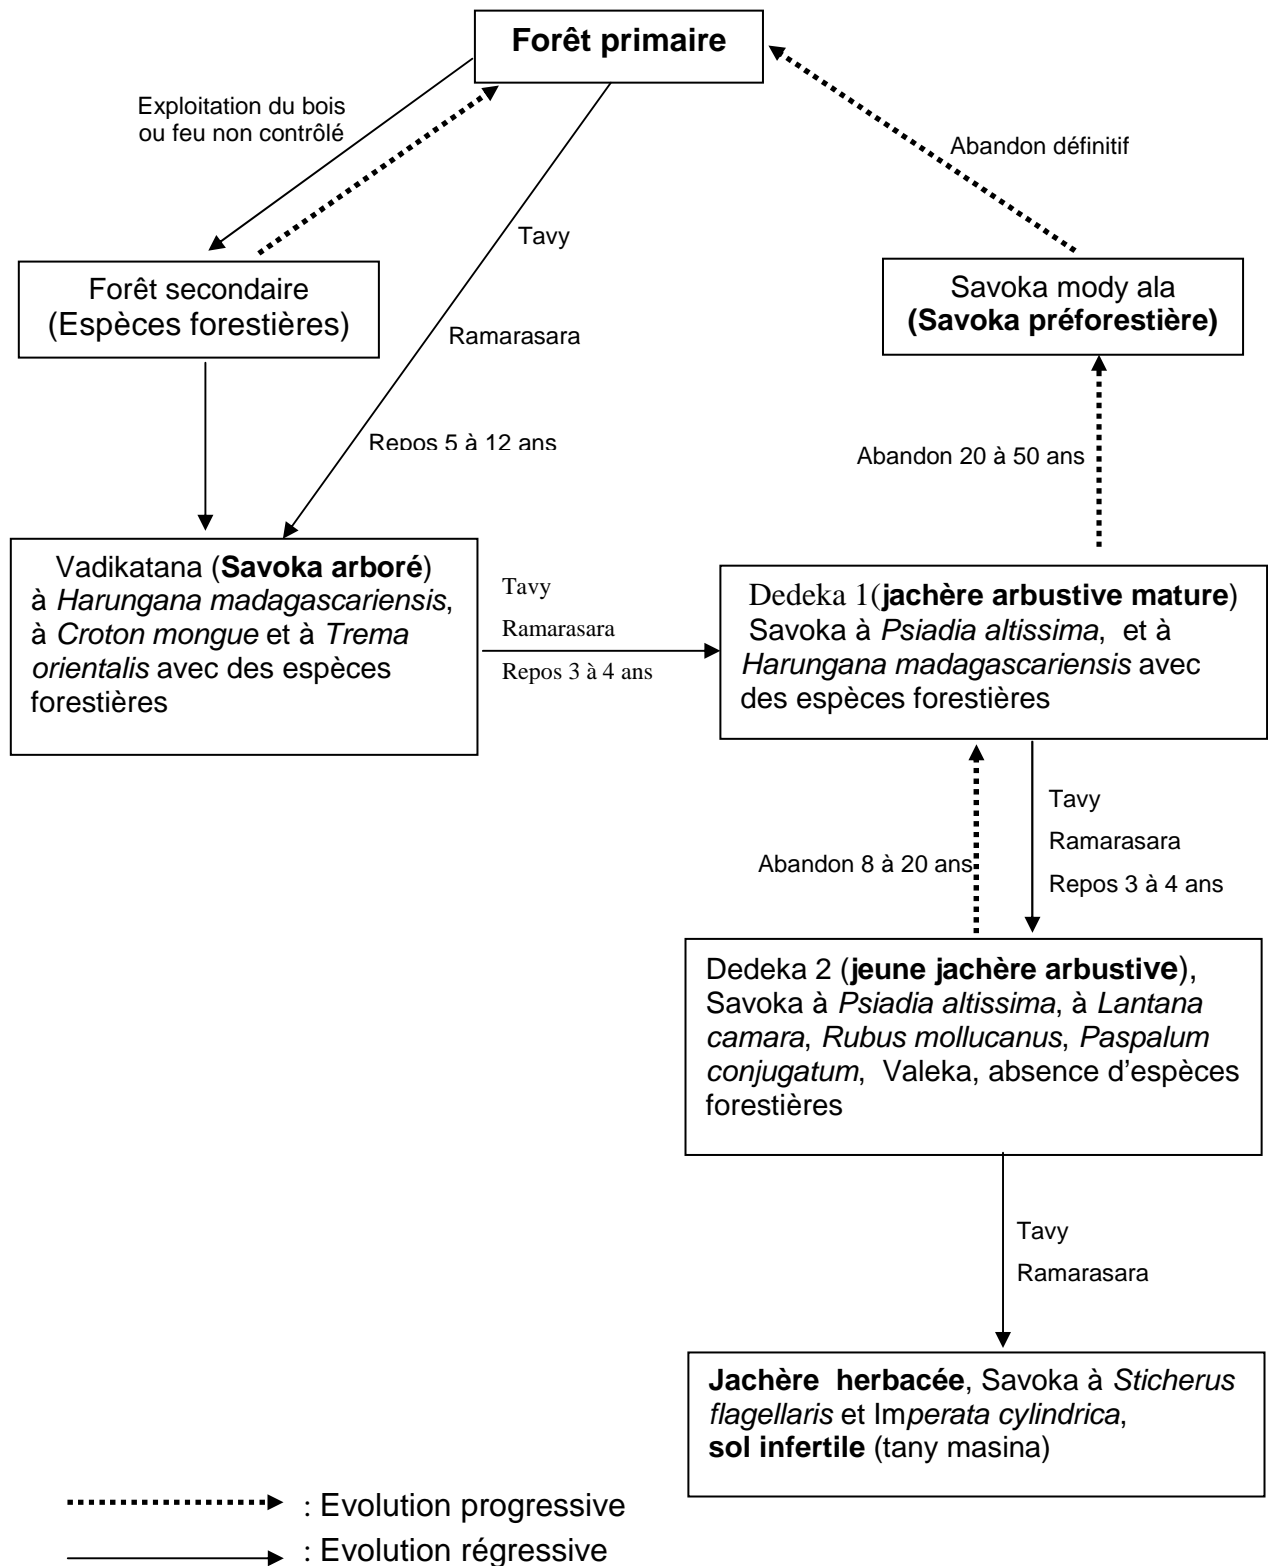 Forêt primaire
Exploitation du bois
ou feu non contrôlé
Abandon définitif
Tavy
Forêt secondaire
(Espèces forestières)
Savoka mody ala
(Savoka préforestière)
Ramarasara
Repos 5 à 12 ans
Abandon 20 à 50 ans
Vadikatana (Savoka arboré)
à Harungana madagascariensis,
à Croton mongue et à Trema
orientalis avec des espèces
forestières
Tavy
Ramarasara
Repos 3 à 4 ans
Dedeka 1(jachère arbustive mature)
Savoka à Psiadia altissima, et à
Harungana madagascariensis avec
des espèces forestières
Tavy
Ramarasara
Repos 3 à 4 ans
Abandon 8 à 20 ans
Dedeka 2 (jeune jachère arbustive),
Savoka à Psiadia altissima, à Lantana
camara, Rubus mollucanus, Paspalum
conjugatum, Valeka, absence d’espèces
forestières
Tavy
Ramarasara
Jachère herbacée, Savoka à Sticherus
flagellaris et Imperata cylindrica,
sol infertile (tany masina)
: Evolution progressive
: Evolution régressive